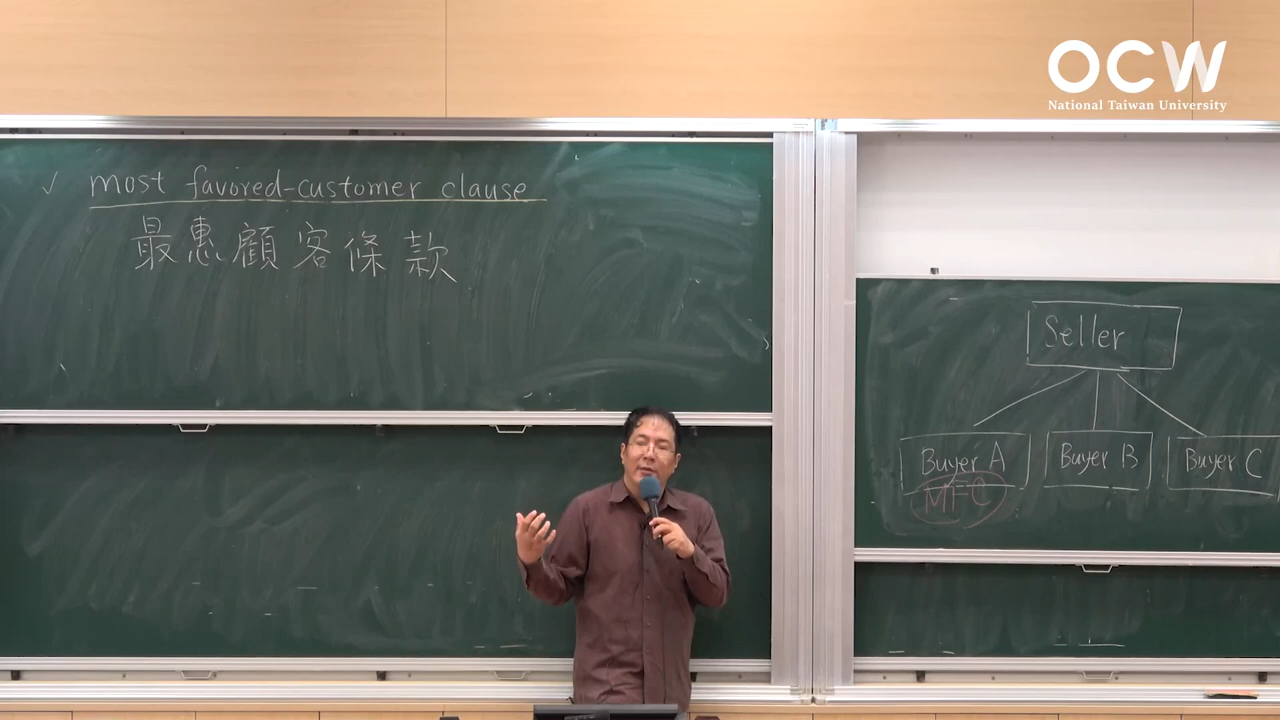 OCW
National Taiwan University
✓ most favored-customer clause
最惠顧客條款
Seller
Buyer A
Buyer B
Buyer C
MFC